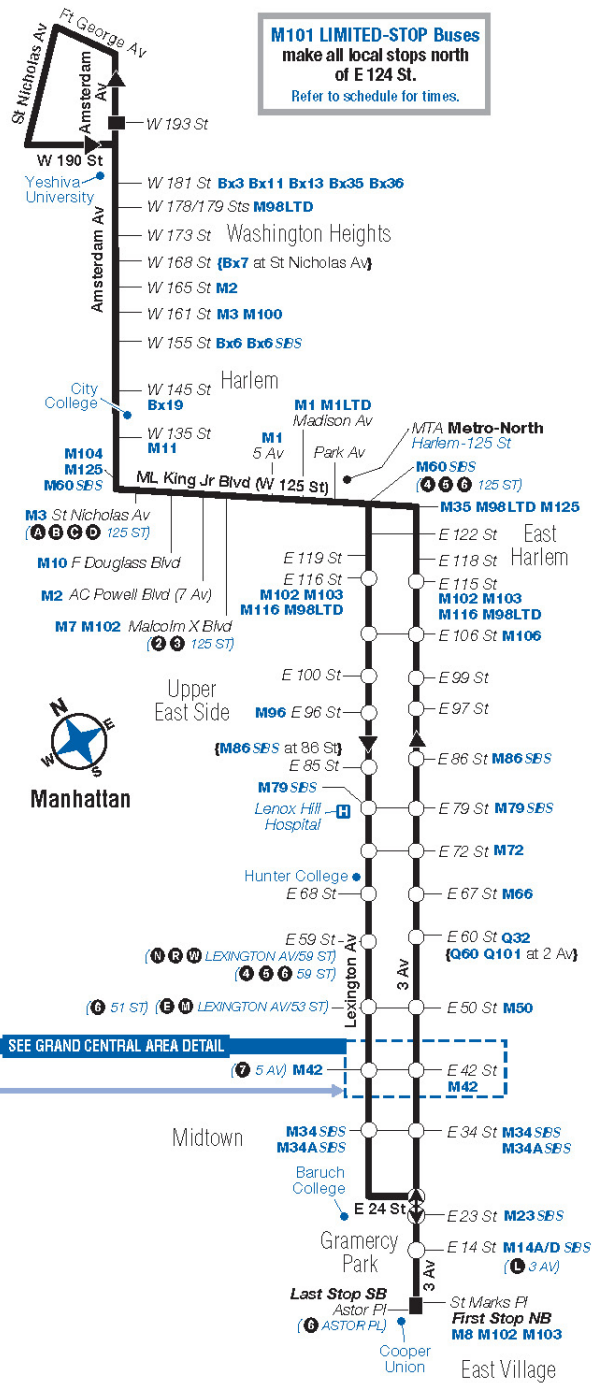 M101 LIMITED-STOP Buses
make all local stops north
of E 124 St.
Refer to schedule for times.
Ft George Av
St Nicholas Av
Amsterdam
Av
W 193 St
W 190 St
Yeshiva
University
W 181 St Bx3 Bx11 Bx13 Bx35 Bx36
W 178/179 Sts M98LTD
W 173 St
Washington Heights
Amsterdam Av
W 168 St {Bx7 at St Nicholas Av}
W 165 St M2
W 161 St M3 M100
W 155 St Bx6 Bx6 SBS
W 145 St
Bx19
Harlem
City
College
W 135 St
M11
M104
M125
M60 SBS
ML King Jr Blvd (W 125 St)
M1
5 Av
M1 M1LTD
Madison Av
Park Av
MTA Metro-North
Harlem-125 St
M60 SBS
(4 5 6 125 ST)
M3 St Nicholas Av
(A B C D 125 ST)
M10 F Douglass Blvd
M2 AC Powell Blvd (7 Av)
M7 M102 Malcolm X Blvd
(2 3 125 ST)
M35 M98LTD M125
E 122 St
East
Harlem
E 119 St
E 118 St
E 116 St
M102 M103
M116 M98LTD
E 115 St
M102 M103
M116 M98LTD
E 106 St M106
E 100 St
E 99 St
Upper
East Side
M96 E 96 St
E 97 St
N
E
S
W
Manhattan
{M86 SBS at 86 St}
E 85 St
E 86 St M86 SBS
M79 SBS
Lenox Hill
Hospital
H
E 79 St M79 SBS
E 72 St M72
Hunter College
E 68 St
E 67 St M66
E 59 St
(N R W LEXINGTON AV/59 ST)
(4 5 6 59 ST)
E 60 St Q32
{Q60 Q101 at 2 Av}
Lexington Av
3 Av
(6 51 ST) (E M LEXINGTON AV/53 ST)
E 50 St M50
SEE GRAND CENTRAL AREA DETAIL
(7 5 AV) M42
E 42 St
M42
Midtown
M34 SBS
M34A SBS
E 34 St M34 SBS
M34A SBS
Baruch
College
E 24 St
E 23 St M23 SBS
Gramercy
Park
E 14 St M14A/D SBS
(L 3 AV)
3 Av
Last Stop SB
Astor Pl
(6 ASTOR PL)
St Marks Pl
First Stop NB
M8 M102 M103
Cooper
Union
East Village